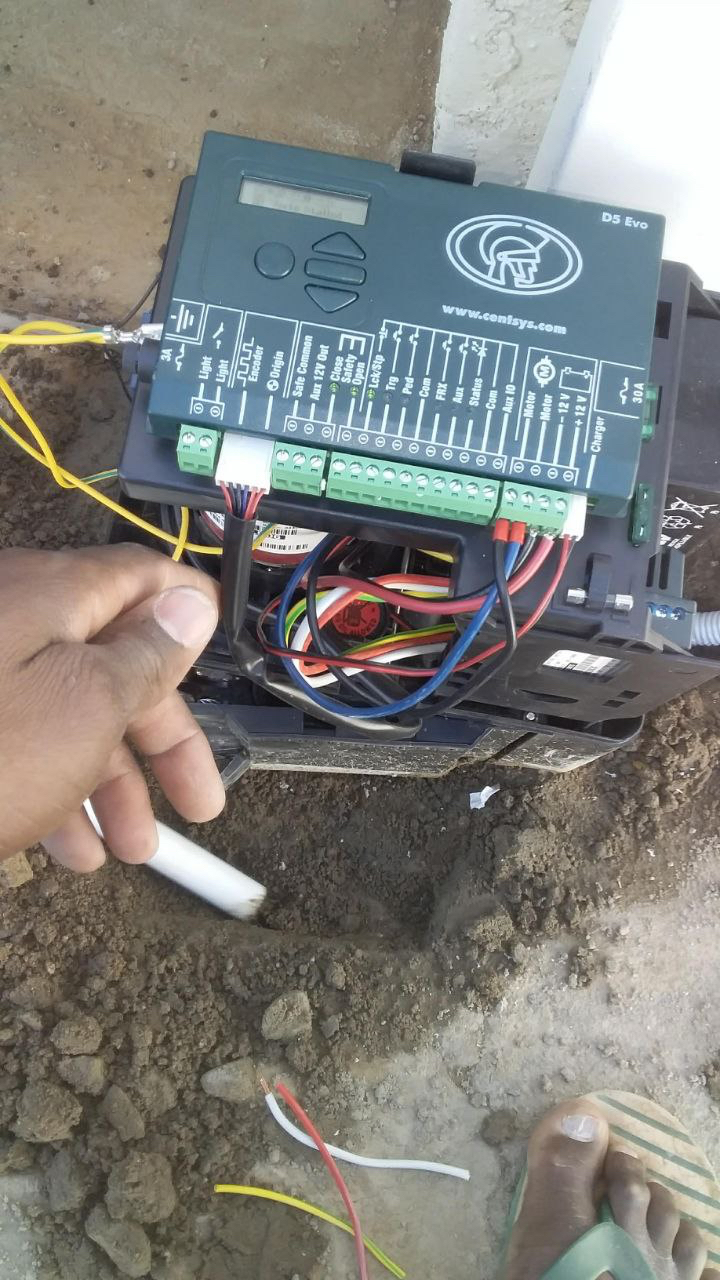 D5 Evo
www.centsys.com
3A
Light
Light
Encoder
Origin
Safe Common
Aux 12V Out
Close
Safety
Open
Lck/Stp
Trg
Ped
Com
FRX
Aux
Status
Com
Aux IO
M
Motor
Motor
- 12 V
+ 12 V
Charger
30A